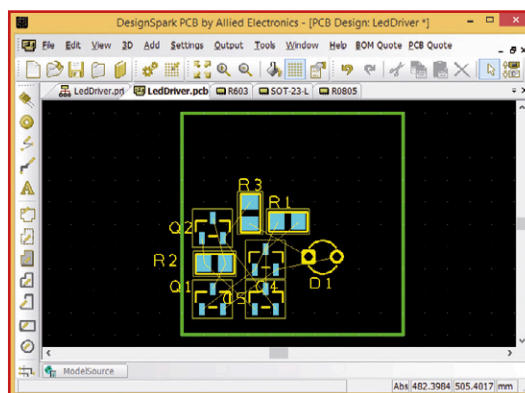 DesignSpark PCB by Allied Electronics - [PCB Design: LedDriver *]
File Edit View 3D Add Settings Output Tools Window Help BOM Quote PCB Quote
LedDriver.prj LedDriver.pcb R603 SOT-23-L R0805
R3
R1
Q2
R2
Q1 Q5 Q4 D1
ModelSource
Abs 482.3984 505.4017 mm